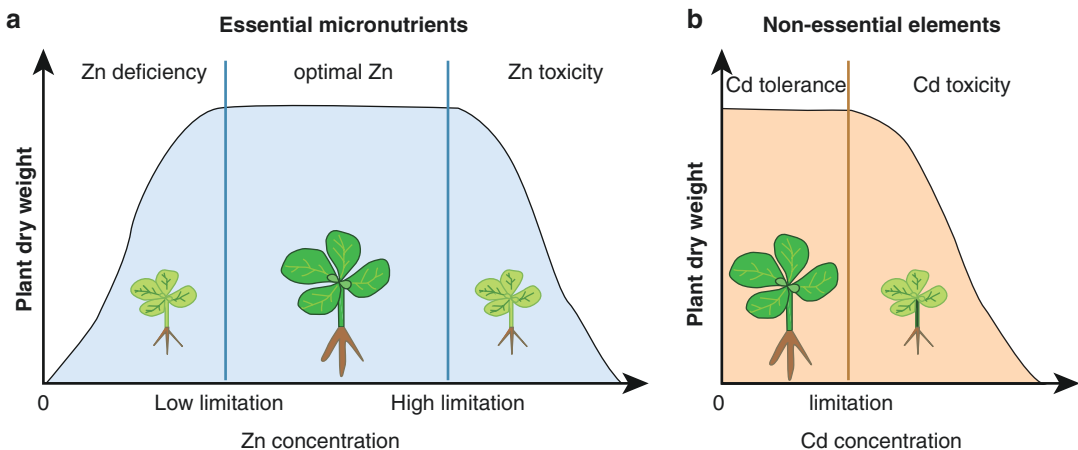 a
Essential micronutrients
Zn deficiency
optimal Zn
Zn toxicity
Plant dry weight
0
Low limitation
High limitation
Zn concentration
b
Non-essential elements
Cd tolerance
Cd toxicity
Plant dry weight
0
limitation
Cd concentration